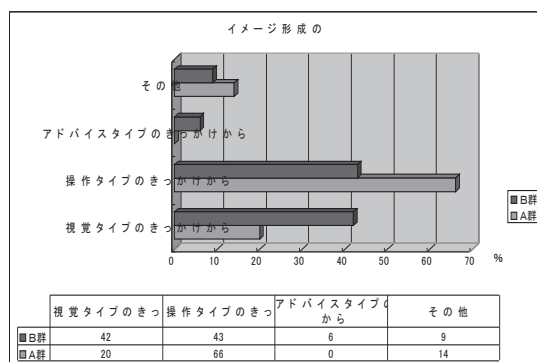 イメージ形成の
その他
アドバイスタイプのきっかけから
操作タイプのきっかけから
視覚タイプのきっかけから
0 10 20 30 40 50 60 70 %
■B群
■A群
視覚タイプのきっ 操作タイプのきっ アドバイスタイプの その他
から
■B群 42 43 6 9
■A群 20 66 0 14